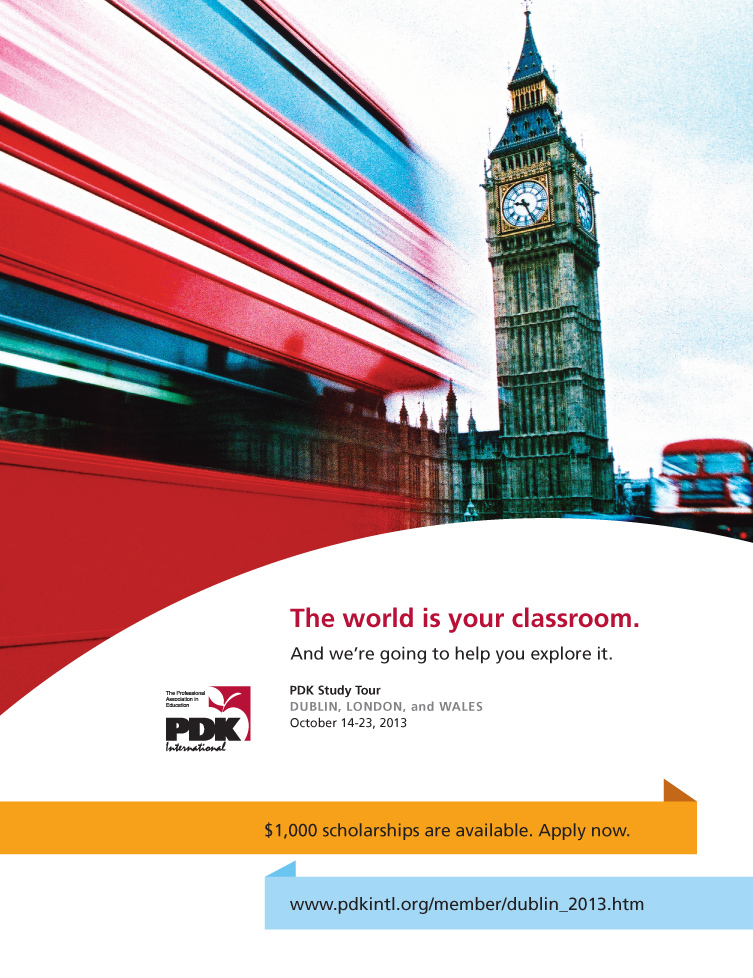 The world is your classroom.
And we're going to help you explore it.
The Professional
Association in
Education
PDK
International
PDK Study Tour
DUBLIN, LONDON, and WALES
October 14-23, 2013
$1,000 scholarships are available. Apply now.
www.pdkintl.org/member/dublin_2013.htm